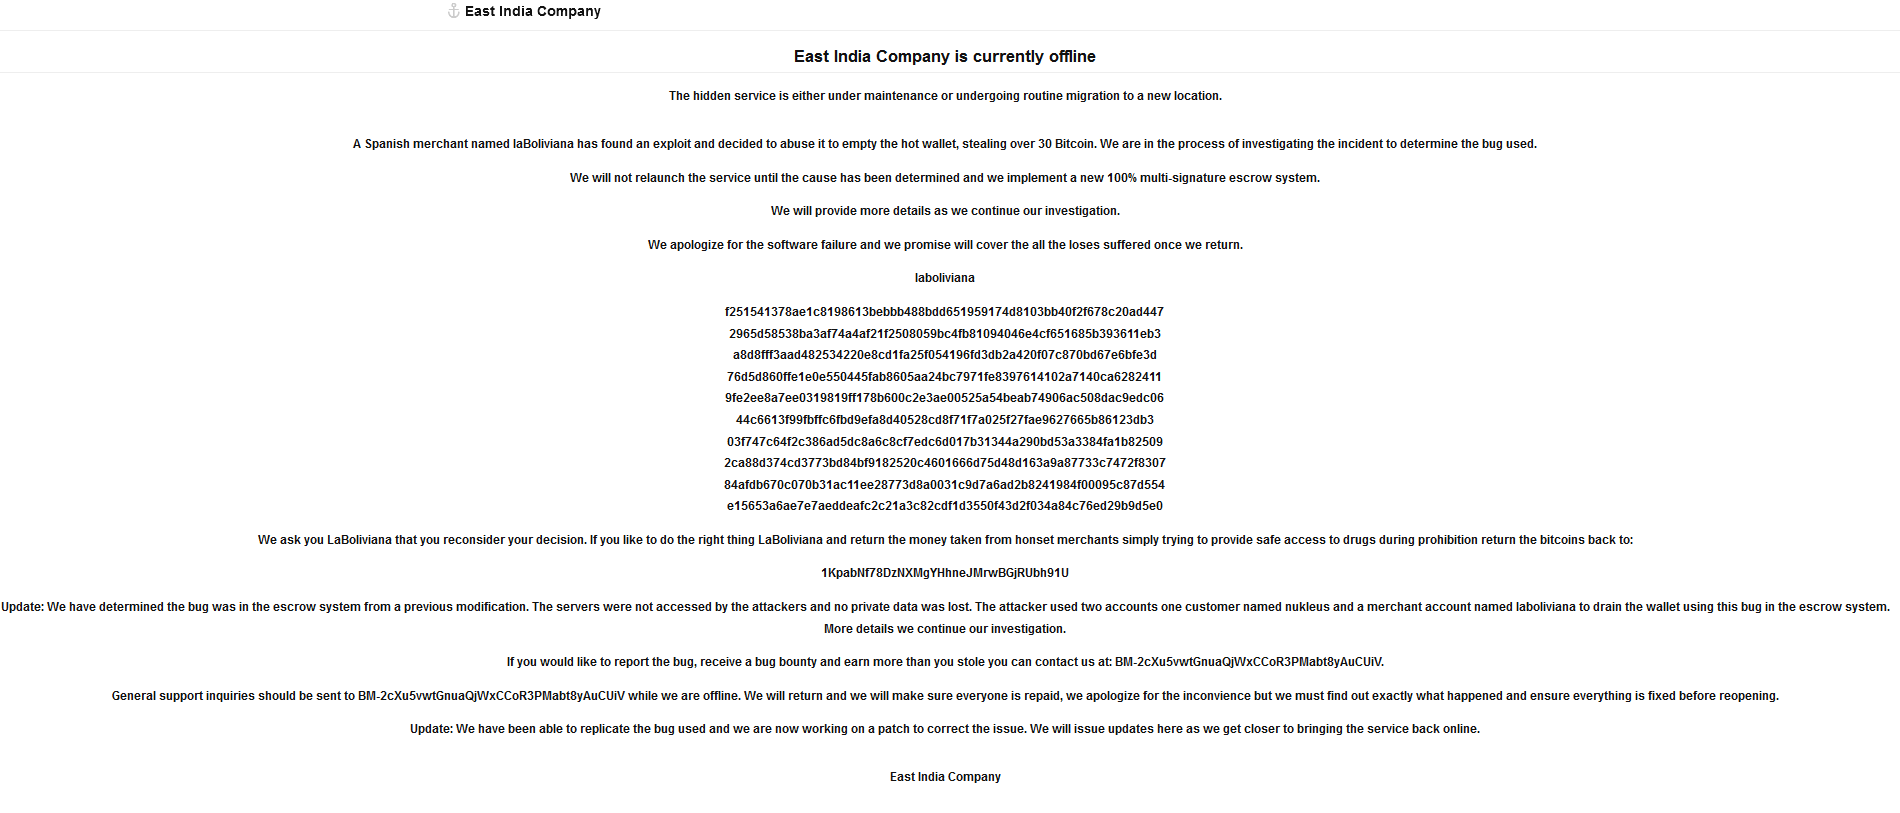 East India Company
East India Company is currently offline
The hidden service is either under maintenance or undergoing routine migration to a new location.
A Spanish merchant named laBoliviana has found an exploit and decided to abuse it to empty the hot wallet, stealing over 30 Bitcoin. We are in the process of investigating the incident to determine the bug used.
We will not relaunch the service until the cause has been determined and we implement a new 100% multi-signature escrow system.
We will provide more details as we continue our investigation.
We apologize for the software failure and we promise will cover the all the loses suffered once we return.
laboliviana
f251541378ae1c8198613bebbb488bdd651959174d8103bb40f2f678c20ad447
2965d58538ba3af74a4af21f2508059bc4fb81094046e4cf651685b393611eb3
a8d8fff3aad482534220e8cd1fa25f054196fd3db2a420f07c870bd67e6bfe3d
76d5d860ffe1e0e550445fab8605aa24bc7971fe8397614102a7140ca6282411
9fe2ee8a7ee0319819ff178b600c2e3ae00525a54beab74906ac508dac9edc06
44c6613f99fbffc6fbd9efa8d40528cd8f71f7a025f27fae9627665b86123db3
03f747c64f2c386ad5dc8a6c8cf7edc6d017b31344a290bd53a3384fa1b82509
2ca88d374cd3773bd84bf9182520c4601666d75d48d163a9a87733c7472f8307
84afdb670c070b31ac11ee28773d8a0031c9d7a6ad2b8241984f00095c87d554
e15653a6ae7e7aeddeafc2c21a3c82cdf1d3550f43d2f034a84c76ed29b9d5e0
We ask you LaBoliviana that you reconsider your decision. If you like to do the right thing LaBoliviana and return the money taken from honset merchants simply trying to provide safe access to drugs during prohibition return the bitcoins back to:
1KpabNf78DzNXMgYHhneJMrwBGjRUbh91U
Update: We have determined the bug was in the escrow system from a previous modification. The servers were not accessed by the attackers and no private data was lost. The attacker used two accounts one customer named nukleus and a merchant account named laboliviana to drain the wallet using this bug in the escrow system.
More details we continue our investigation.
If you would like to report the bug, receive a bug bounty and earn more than you stole you can contact us at: BM-2cXu5vwtGnuaQjWxCCoR3PMabt8yAuCUiV.
General support inquiries should be sent to BM-2cXu5vwtGnuaQjWxCCoR3PMabt8yAuCUiV while we are offline. We will return and we will make sure everyone is repaid, we apologize for the inconvience but we must find out exactly what happened and ensure everything is fixed before reopening.
Update: We have been able to replicate the bug used and we are now working on a patch to correct the issue. We will issue updates here as we get closer to bringing the service back online.
East India Company